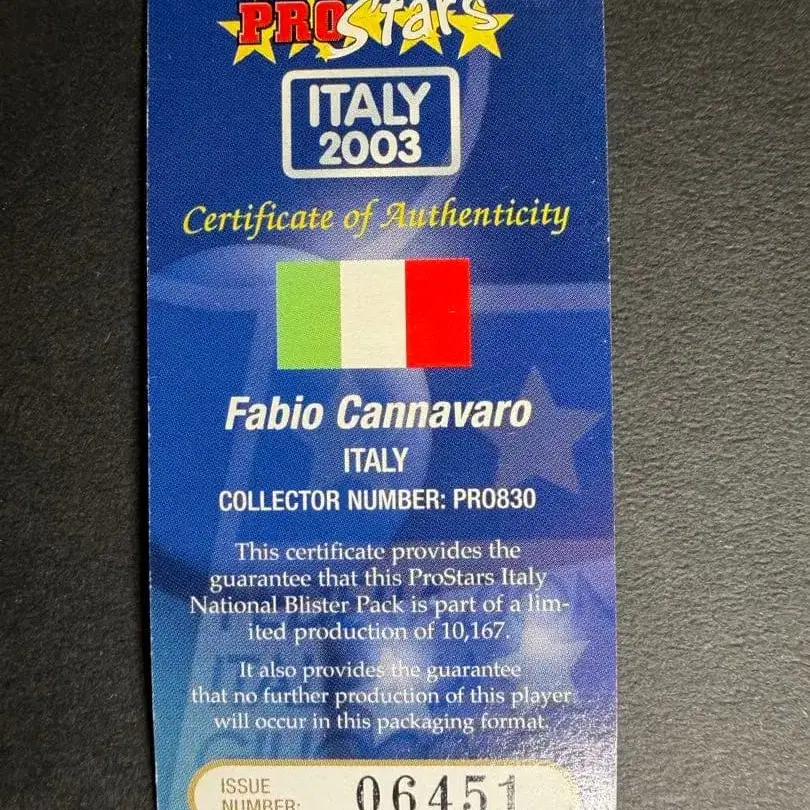 PROStars
ITALY
2003
Certificate of Authenticity
Fabio Cannavaro
ITALY
COLLECTOR NUMBER: PRO830
This certificate provides the
guarantee that this ProStars Italy
National Blister Pack is part of a lim-
ited production of 10,167.
It also provides the guarantee
that no further production of this player
will occur in this packaging format.
ISSUE
NUMBER:
06451